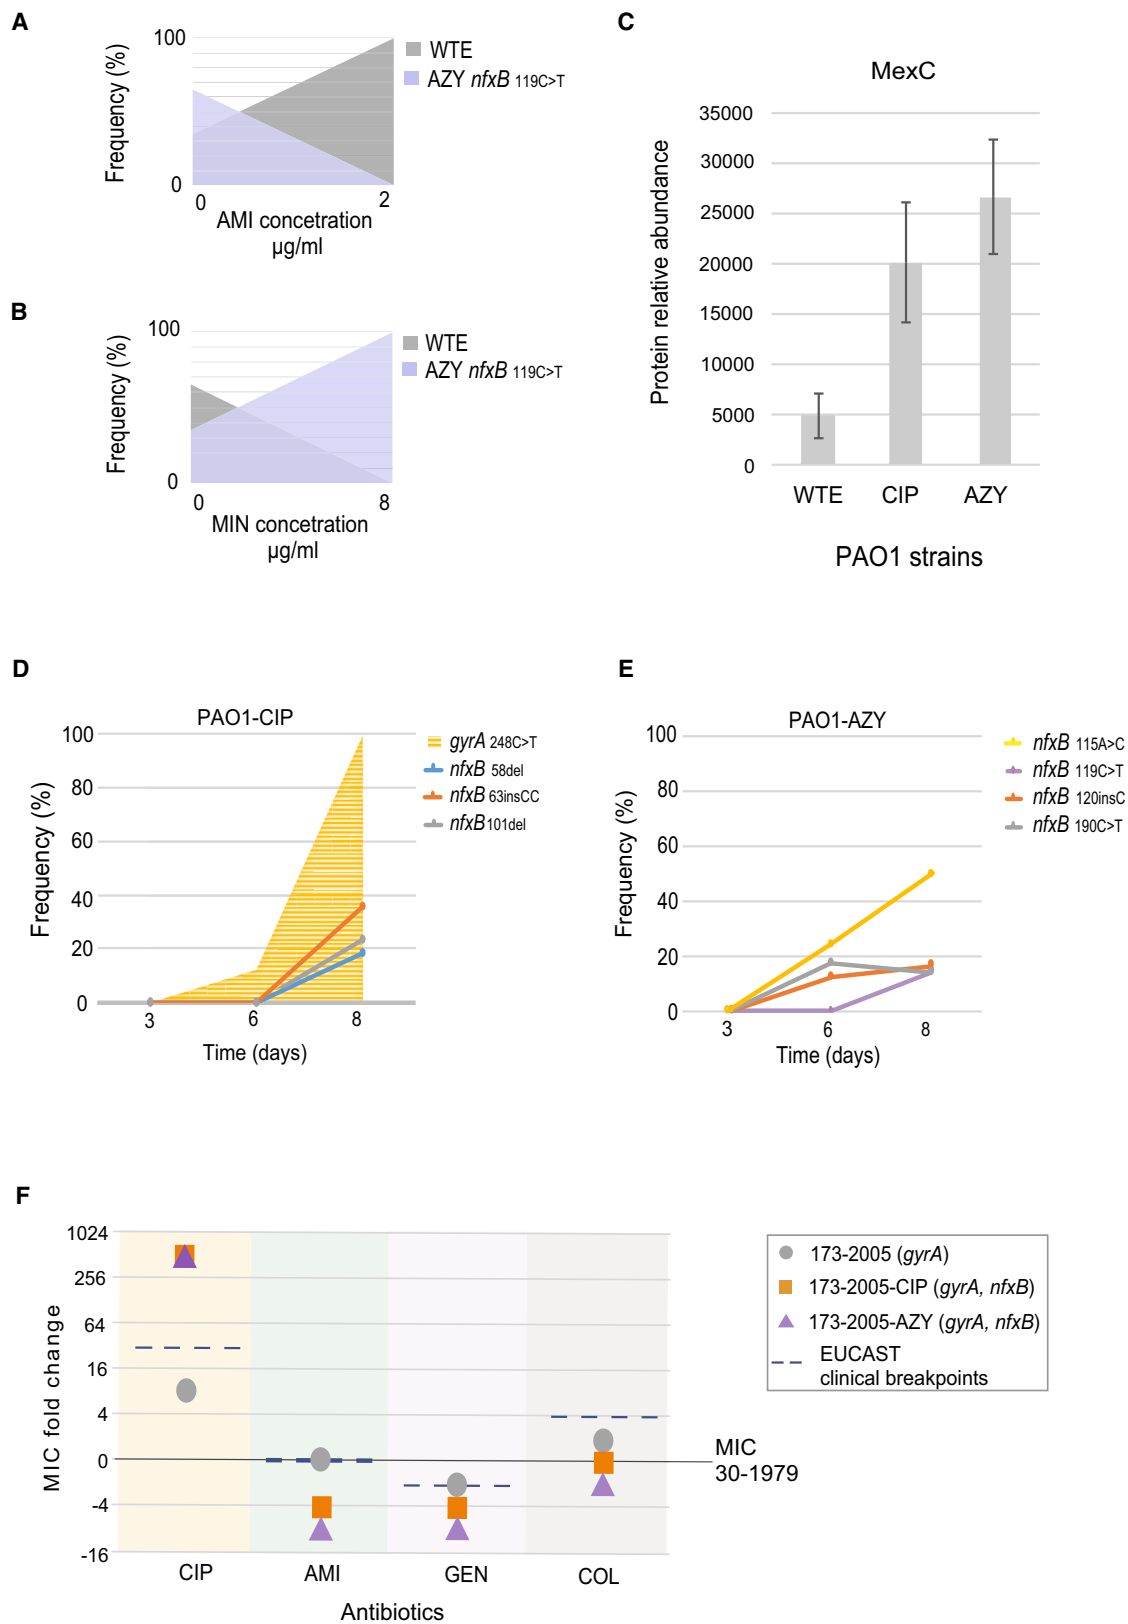 A
100
Frequency (%)
0
0
2
AMI concetration
µg/ml
WTE
AZY nfxB 119C>T
B
100
Frequency (%)
0
0
8
MIN concetration
µg/ml
WTE
AZY nfxB 119C>T
C
MexC
Protein relative abundance
35000
30000
25000
20000
15000
10000
5000
0
WTE CIP AZY
PAO1 strains
D
PAO1-CIP
Frequency (%)
100
80
60
40
20
0
3 6 8
Time (days)
gyrA 248C>T
nfxB 58del
nfxB 63insCC
nfxB101del
E
PAO1-AZY
Frequency (%)
100
80
60
40
20
0
3 6 8
Time (days)
nfxB 115A>C
nfxB 119C>T
nfxB 120insC
nfxB 190C>T
F
MIC fold change
1024
256
64
16
4
0
-4
-16
CIP AMI GEN COL
Antibiotics
MIC
30-1979
173-2005 (gyrA)
173-2005-CIP (gyrA, nfxB)
173-2005-AZY (gyrA, nfxB)
EUCAST
clinical breakpoints